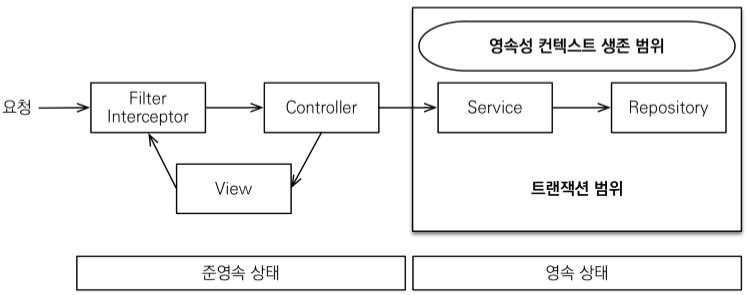 영속성 컨텍스트 생존 범위
요청
Filter
Interceptor
Controller
Service
Repository
View
트랜잭션 범위
준영속 상태
영속 상태